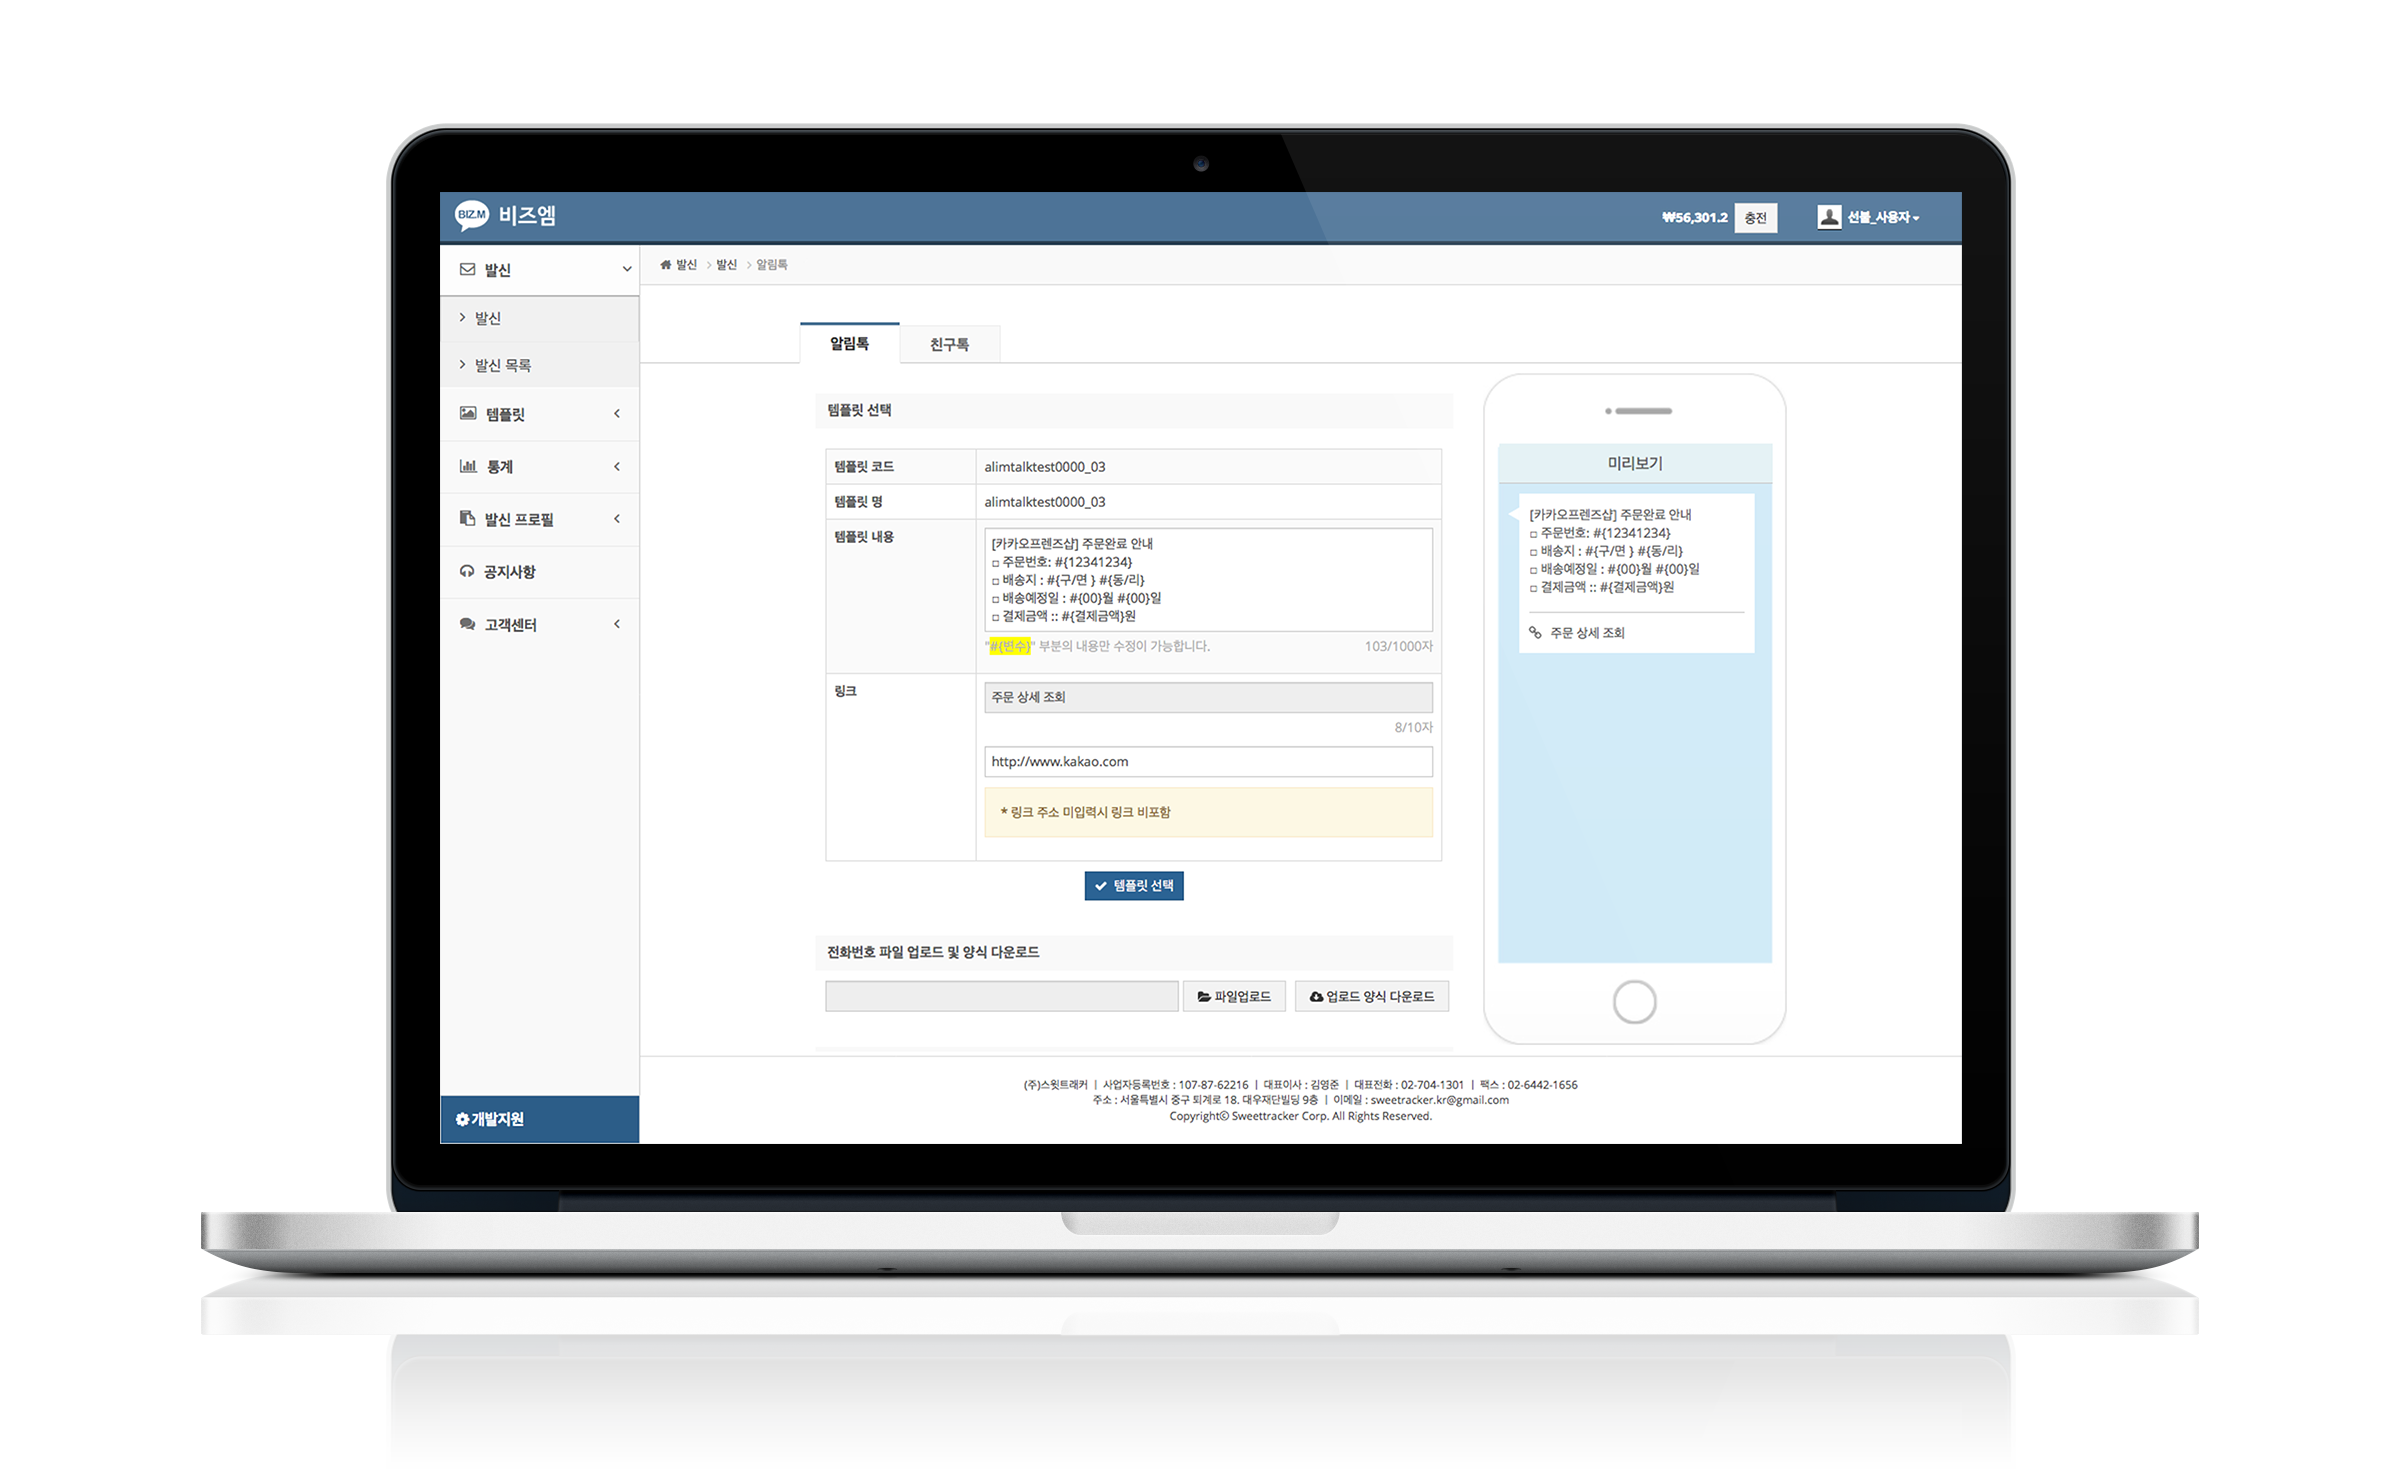 BIZ.M 비즈엠
₩56,301.2 충전 선불_사용자
발신
발신
발신 목록
템플릿
통계
발신 프로필
공지사항
고객센터
개발지원
발신 > 발신 > 알림톡
알림톡 친구톡
템플릿 선택
템플릿 코드 alimtalktest0000_03
템플릿 명 alimtalktest0000_03
템플릿 내용
[카카오프렌즈샵] 주문완료 안내
□ 주문번호: #{12341234}
□ 배송지 : #{구/면 } #{동/리}
□ 배송예정일 : #{00}월 #{00}일
□ 결제금액 :: #{결제금액}원
"#{변수}" 부분의 내용만 수정이 가능합니다. 103/1000자
링크
주문 상세 조회
8/10자
http://www.kakao.com
* 링크 주소 미입력시 링크 비포함
템플릿 선택
전화번호 파일 업로드 및 양식 다운로드
파일업로드 업로드 양식 다운로드
미리보기
[카카오프렌즈샵] 주문완료 안내
□ 주문번호: #{12341234}
□ 배송지 : #{구/면 } #{동/리}
□ 배송예정일 : #{00}월 #{00}일
□ 결제금액 :: #{결제금액}원
주문 상세 조회
(주)스윗트래커 | 사업자등록번호 : 107-87-62216 | 대표이사 : 김영준 | 대표전화 : 02-704-1301 | 팩스 : 02-6442-1656
주소 : 서울특별시 중구 퇴계로 18. 대우재단빌딩 9층 | 이메일 : sweetracker.kr@gmail.com
Copyright© Sweettracker Corp. All Rights Reserved.